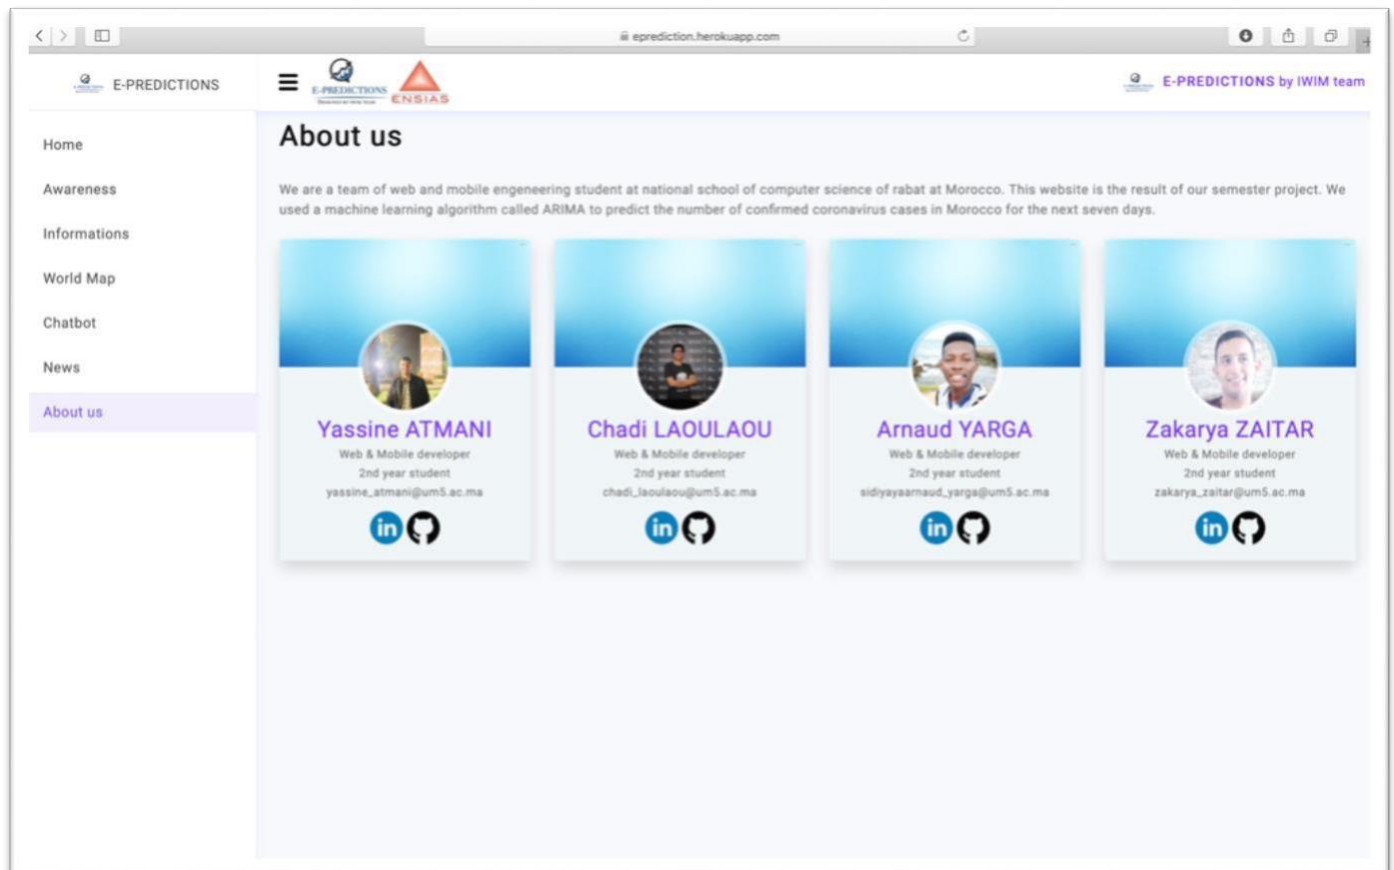 eprediction.herokuapp.com
E-PREDICTIONS
E-PREDICTIONS
ENSIAS
E-PREDICTIONS by IWIM team
Home
Awareness
Informations
World Map
Chatbot
News
About us
About us
We are a team of web and mobile engeneering student at national school of computer science of rabat at Morocco. This website is the result of our semester project. We
used a machine learning algorithm called ARIMA to predict the number of confirmed coronavirus cases in Morocco for the next seven days.
Yassine ATMANI
Web & Mobile developer
2nd year student
yassine_atmani@um5.ac.ma
in
Chadi LAOULAOU
Web & Mobile developer
2nd year student
chadi_laoulaou@um5.ac.ma
in
Arnaud YARGA
Web & Mobile developer
2nd year student
sidiyayaarnaud_yarga@um5.ac.ma
in
Zakarya ZAITAR
Web & Mobile developer
2nd year student
zakarya_zaitar@um5.ac.ma
in